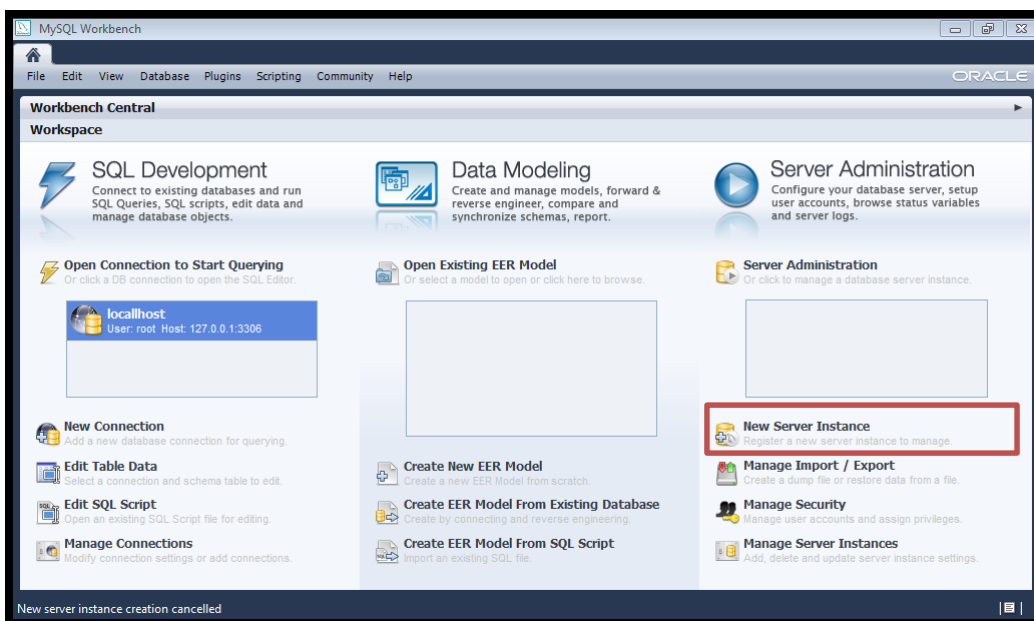 MySQL Workbench
File Edit View Database Plugins Scripting Community Help
ORACLE
Workbench Central
Workspace
SQL Development
Connect to existing databases and run
SQL Queries, SQL scripts, edit data and
manage database objects.
Data Modeling
Create and manage models, forward &
reverse engineer, compare and
synchronize schemas, report.
Server Administration
Configure your database server, setup
user accounts, browse status variables
and server logs.
Open Connection to Start Querying
Or click a DB connection to open the SQL Editor.
localhost
User: root Host: 127.0.0.1:3306
New Connection
Add a new database connection for querying.
Edit Table Data
Select a connection and schema table to edit.
Edit SQL Script
Open an existing SQL Script file for editing.
Manage Connections
Modify connection settings or add connections.
Open Existing EER Model
Or select a model to open or click here to browse.
Create New EER Model
Create a new EER Model from scratch.
Create EER Model From Existing Database
Create by connecting and reverse engineering.
Create EER Model From SQL Script
Import an existing SQL file.
Server Administration
Or click to manage a database server instance.
New Server Instance
Register a new server instance to manage.
Manage Import / Export
Create a dump file or restore data from a file.
Manage Security
Manage user accounts and assign privileges.
Manage Server Instances
Add, delete and update server instance settings.
New server instance creation cancelled